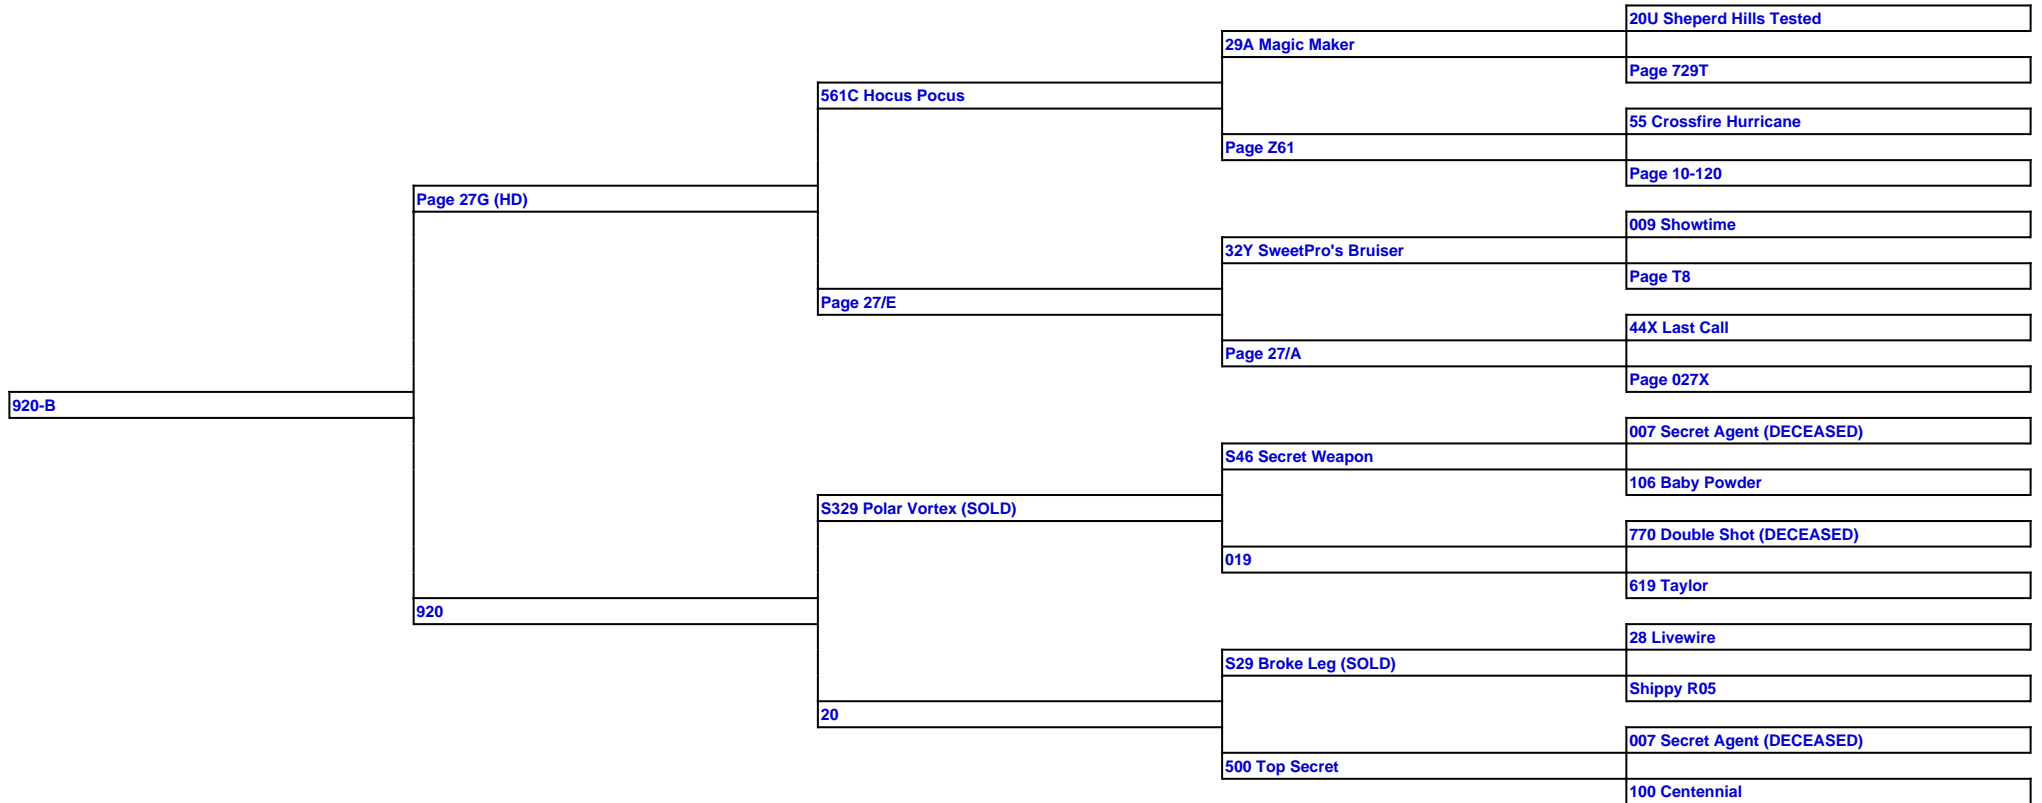 20U Sheperd Hills Tested
29A Magic Maker
Page 729T
561C Hocus Pocus
55 Crossfire Hurricane
Page Z61
Page 10-120
Page 27G (HD)
009 Showtime
32Y SweetPro's Bruiser
Page T8
Page 27/E
44X Last Call
Page 27/A
Page 027X
920-B
007 Secret Agent (DECEASED)
S46 Secret Weapon
106 Baby Powder
S329 Polar Vortex (SOLD)
770 Double Shot (DECEASED)
019
619 Taylor
920
28 Livewire
S29 Broke Leg (SOLD)
Shippy R05
20
007 Secret Agent (DECEASED)
500 Top Secret
100 Centennial